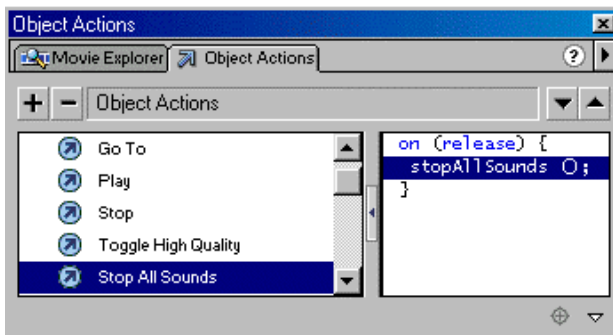 Object Actions
Movie Explorer Object Actions
Object Actions
Go To
Play
Stop
Toggle High Quality
Stop All Sounds
on (release) {
stopAllSounds ();
}